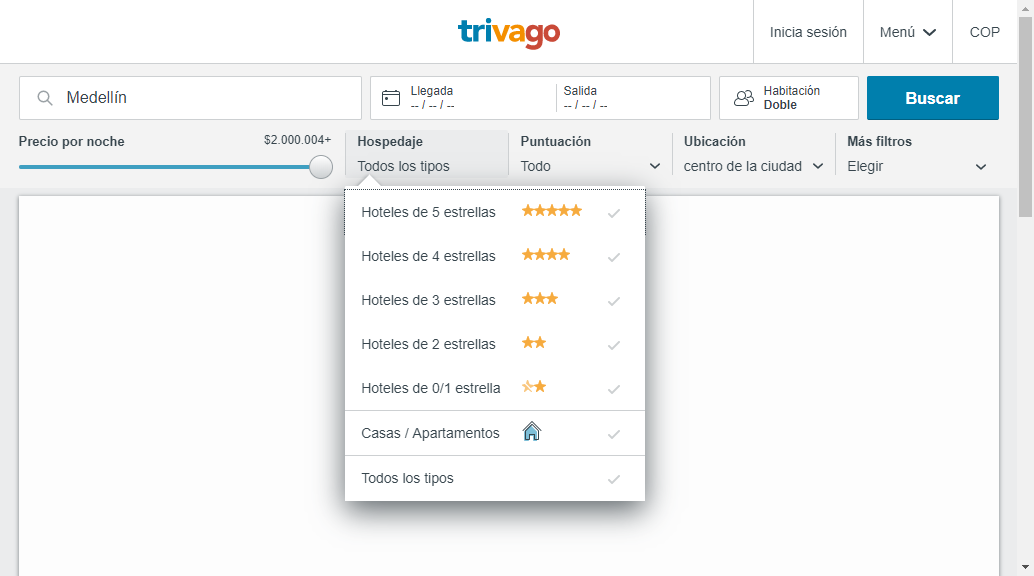 trivago
Inicia sesión
Menú
COP
Medellín
Llegada
-- / -- / --
Salida
-- / -- / --
Habitación
Doble
Buscar
Precio por noche
$2.000.004+
Hospedaje
Todos los tipos
Puntuación
Todo
Ubicación
centro de la ciudad
Más filtros
Elegir
Hoteles de 5 estrellas
Hoteles de 4 estrellas
Hoteles de 3 estrellas
Hoteles de 2 estrellas
Hoteles de 0/1 estrella
Casas / Apartamentos
Todos los tipos